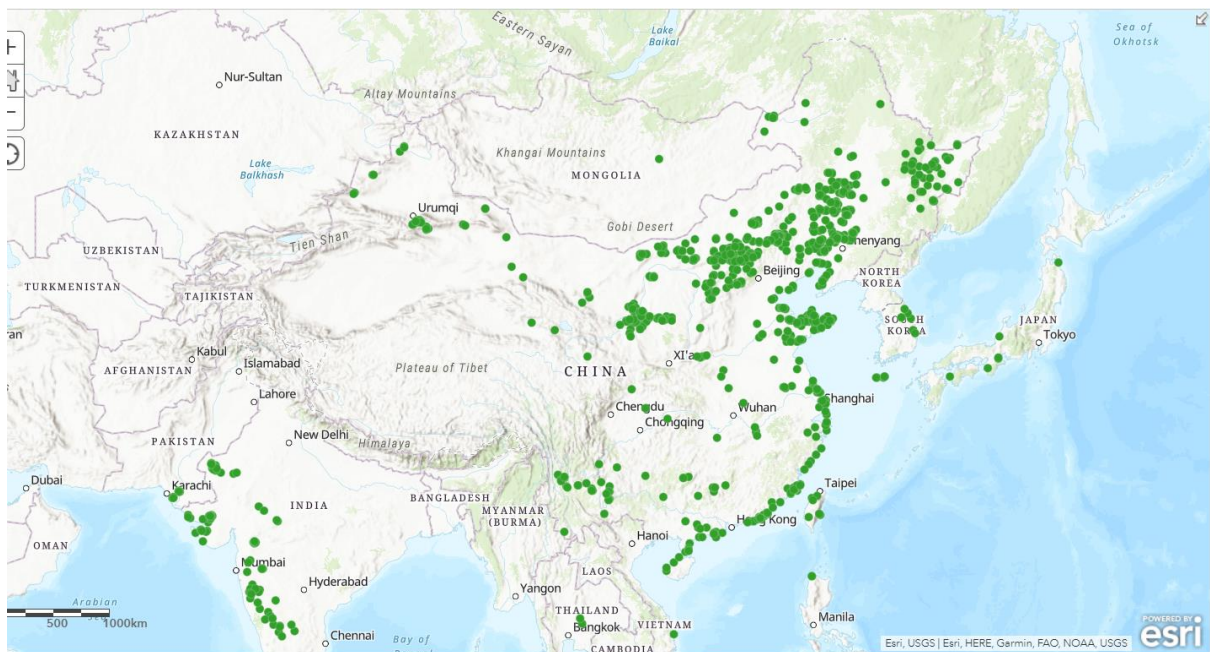 Sea of
Okhotsk
Eastern Sayan
Lake
Baikal
Nur-Sultan
Altay Mountains
KAZAKHSTAN
Khangai Mountains
Lake
Balkhash
MONGOLIA
Urumqi
Gobi Desert
Tien Shan
UZBEKISTAN
henyang
Beijing
NORTH
KOREA
TURKMENISTAN
TAJIKISTAN
SOUTH
KOREA
JAPAN
Tokyo
an
Kabul
Islamabad
XI'a
AFGHANISTAN
Plateau of Tibet
CHINA
Lahore
Chengdu
Wuhan
Shanghai
Chongqing
New Delhi
Himalaya
PAKISTAN
Dubai
Karachi
Taipei
INDIA
BANGLADESH
MYANMAR
(BURMA)
Hong Kong
OMAN
Hanoi
Mumbai
LAOS
Hyderabad
Yangon
Arabian
THAILAND
500
1000km
VIETNAM
Manila
Bangkok
Chennai
Bay of
CAMBODIA
Esri, USGS | Esri, HERE, Garmin, FAO, NOAA, USGS
POWERED BY
esri